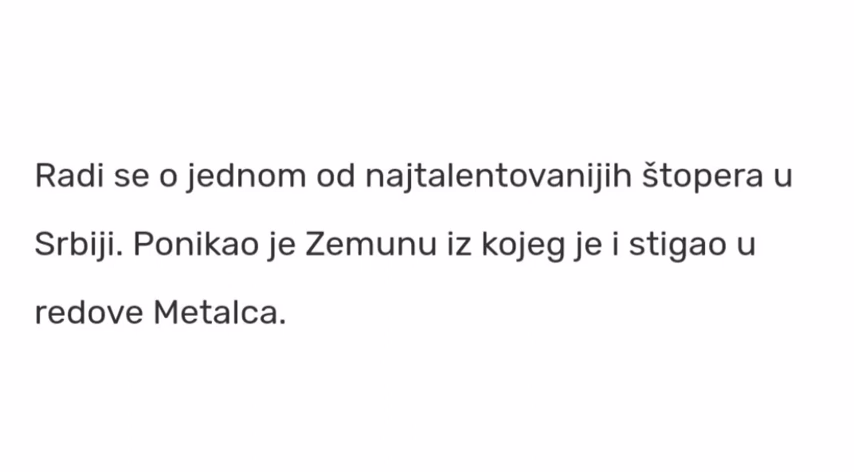 Radi se o jednom od najtalentovanijih štopera u
Srbiji. Ponikao je Zemunu iz kojeg je i stigao u
redove Metalca.